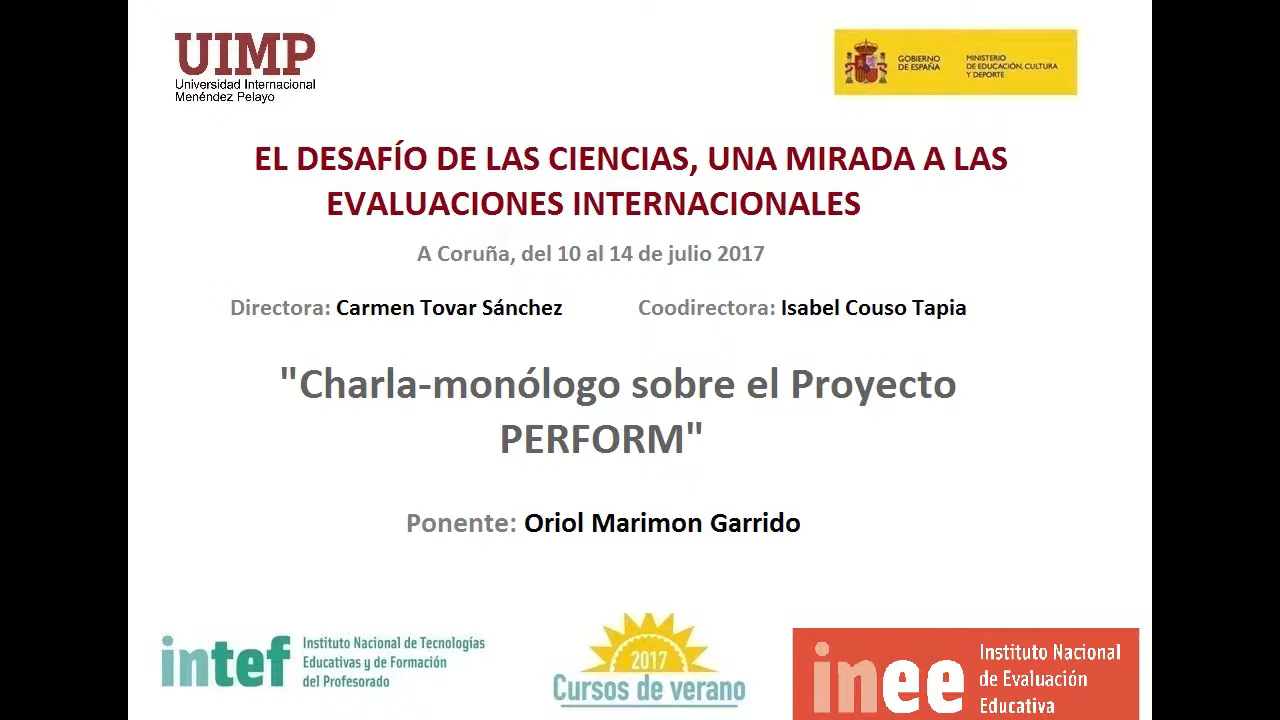 UIMP
Universidad Internacional
Menéndez Pelayo
GOBIERNO
DE ESPAÑA
MINISTERIO
DE EDUCACIÓN, CULTURA
Y DEPORTE
EL DESAFÍO DE LAS CIENCIAS, UNA MIRADA A LAS
EVALUACIONES INTERNACIONALES
A Coruña, del 10 al 14 de julio 2017
Directora: Carmen Tovar Sánchez Coodirectora: Isabel Couso Tapia
"Charla-monólogo sobre el Proyecto
PERFORM"
Ponente: Oriol Marimon Garrido
intef
Instituto Nacional de Tecnologías
Educativas y de Formación
del Profesorado
2017
Cursos de verano
inee
Instituto Nacional
de Evaluación
Educativa